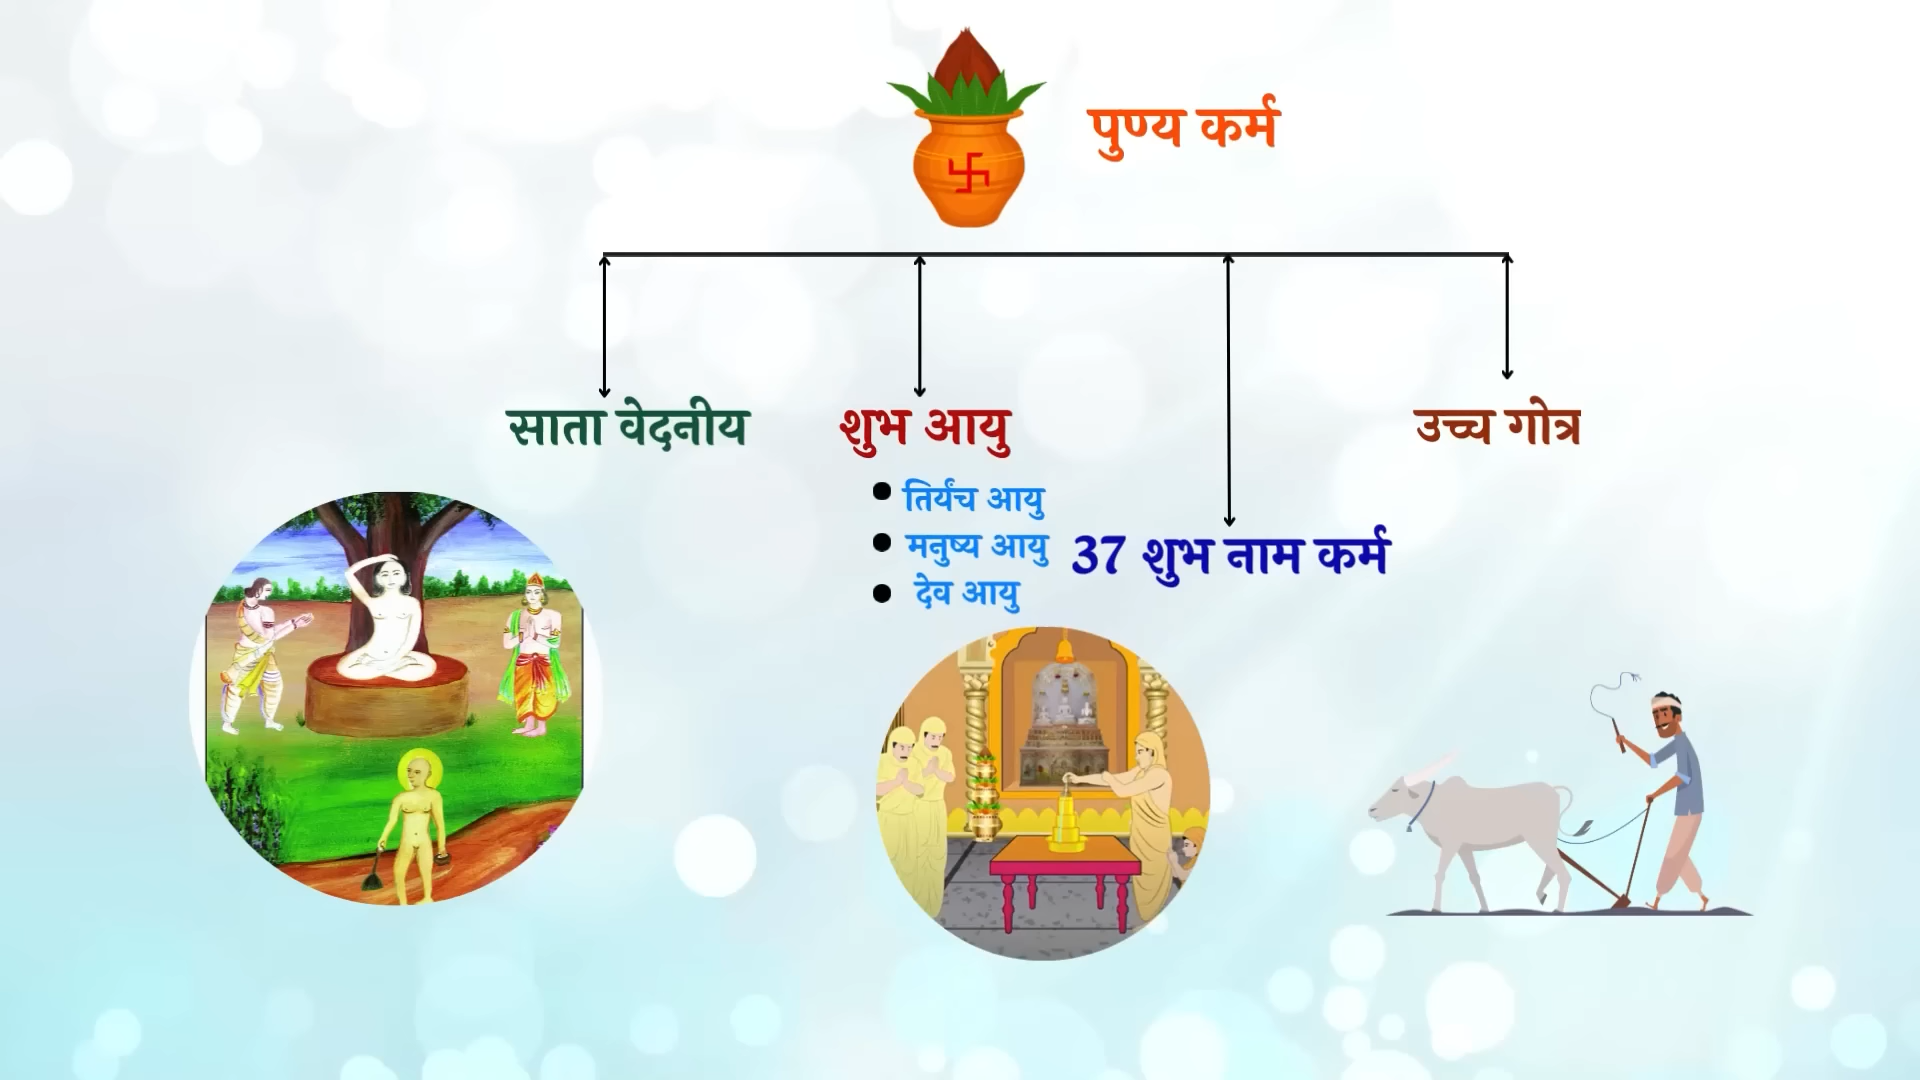 पुण्य कर्म
साता वेदनीय
शुभ आयु
तिर्यंच आयु
मनुष्य आयु
देव आयु
37 शुभ नाम कर्म
उच्च गोत्र